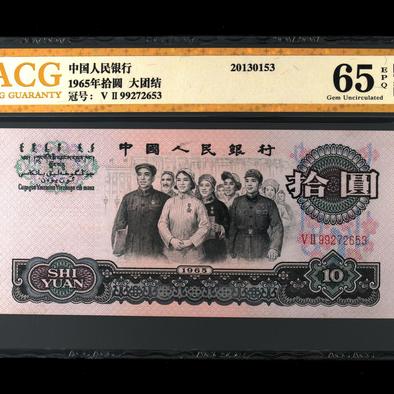 ACG
G GUARANTY
中国人民银行
1965年拾圆 大团结
冠号: V II 99272653
20130153
65 EPQ
Gem Uncirculated
中國人民銀行
拾圓
V II 99272653
SHI
YUAN
1965
10